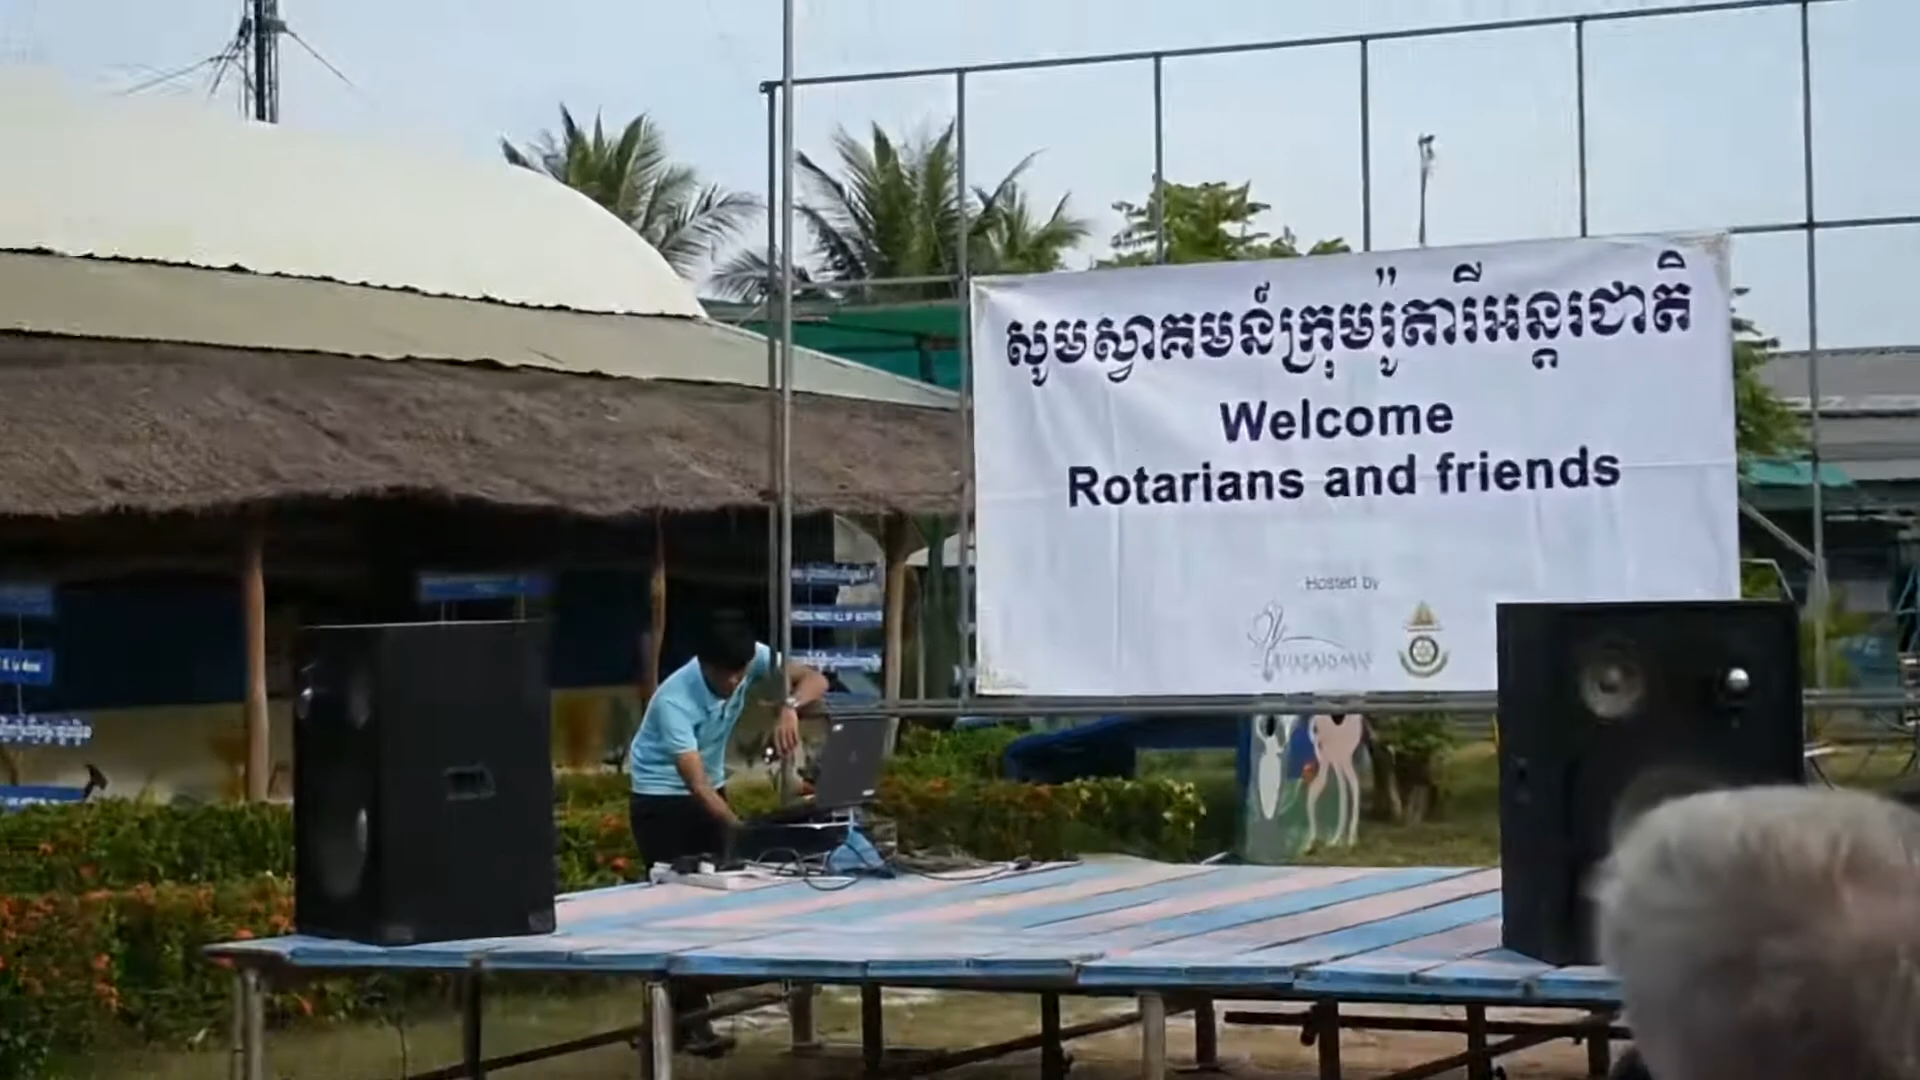 សូមស្វាគមន៍ក្រុមរ៉ូតារីអន្តរជាតិ
Welcome
Rotarians and friends
Hosted by